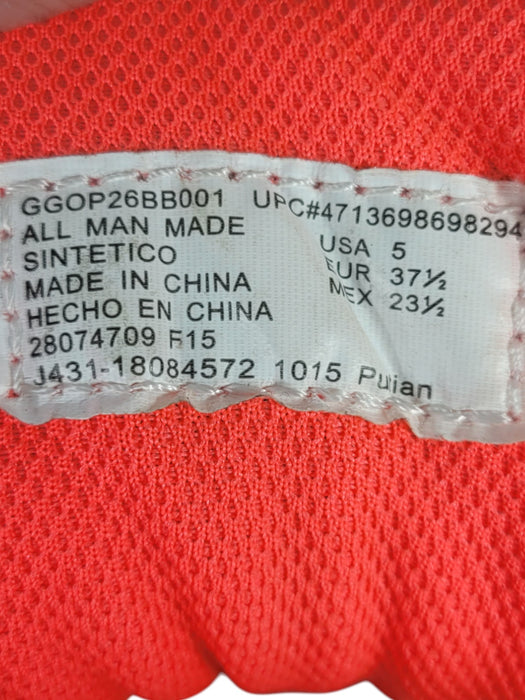 GGOP26BB001 UPC#4713698698294
ALL MAN MADE
SINTETICO
MADE IN CHINA
HECHO EN CHINA
28074709 F15
J431-18084572 1015 Puian
USA 5
EUR 37½
MEX 23½